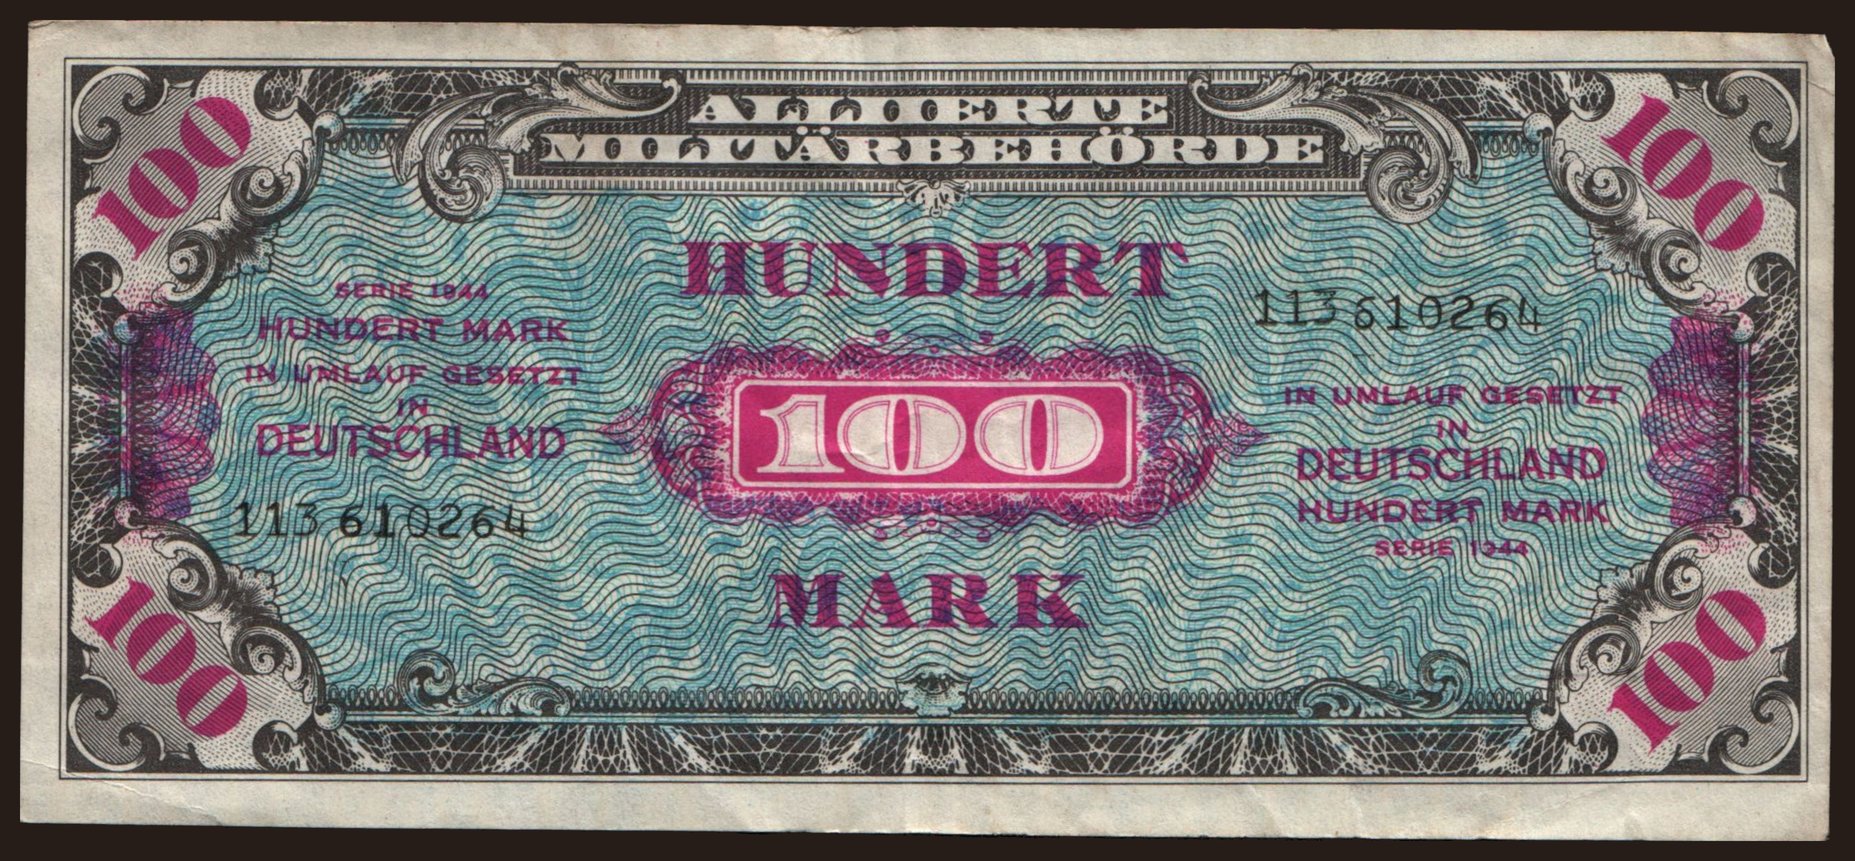 ALLIIERTE
MILITÄRBEHÖRDE
100
100
HUNDERT
SERIE 1944
HUNDERT MARK
IN UMLAUF GESETZT
IN
DEUTSCHLAND
113610264
100
113610264
IN UMLAUF GESETZT
IN
DEUTSCHLAND
HUNDERT MARK
SERIE 1944
MARK
100
100